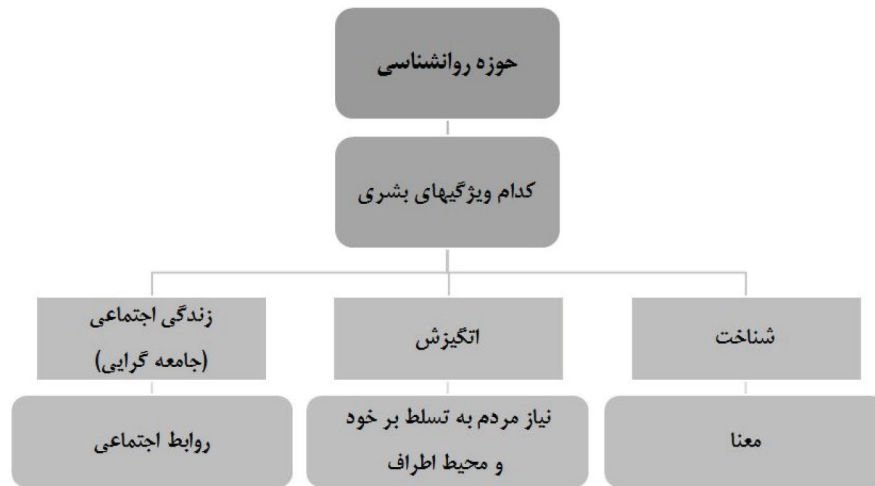 حوزه روانشناسی
کدام ویژگیهای بشری
شناخت
انگیزش
زندگی اجتماعی
(جامعه گرایی)
معنا
نیاز مردم به تسلط بر خود
و محیط اطراف
روابط اجتماعی